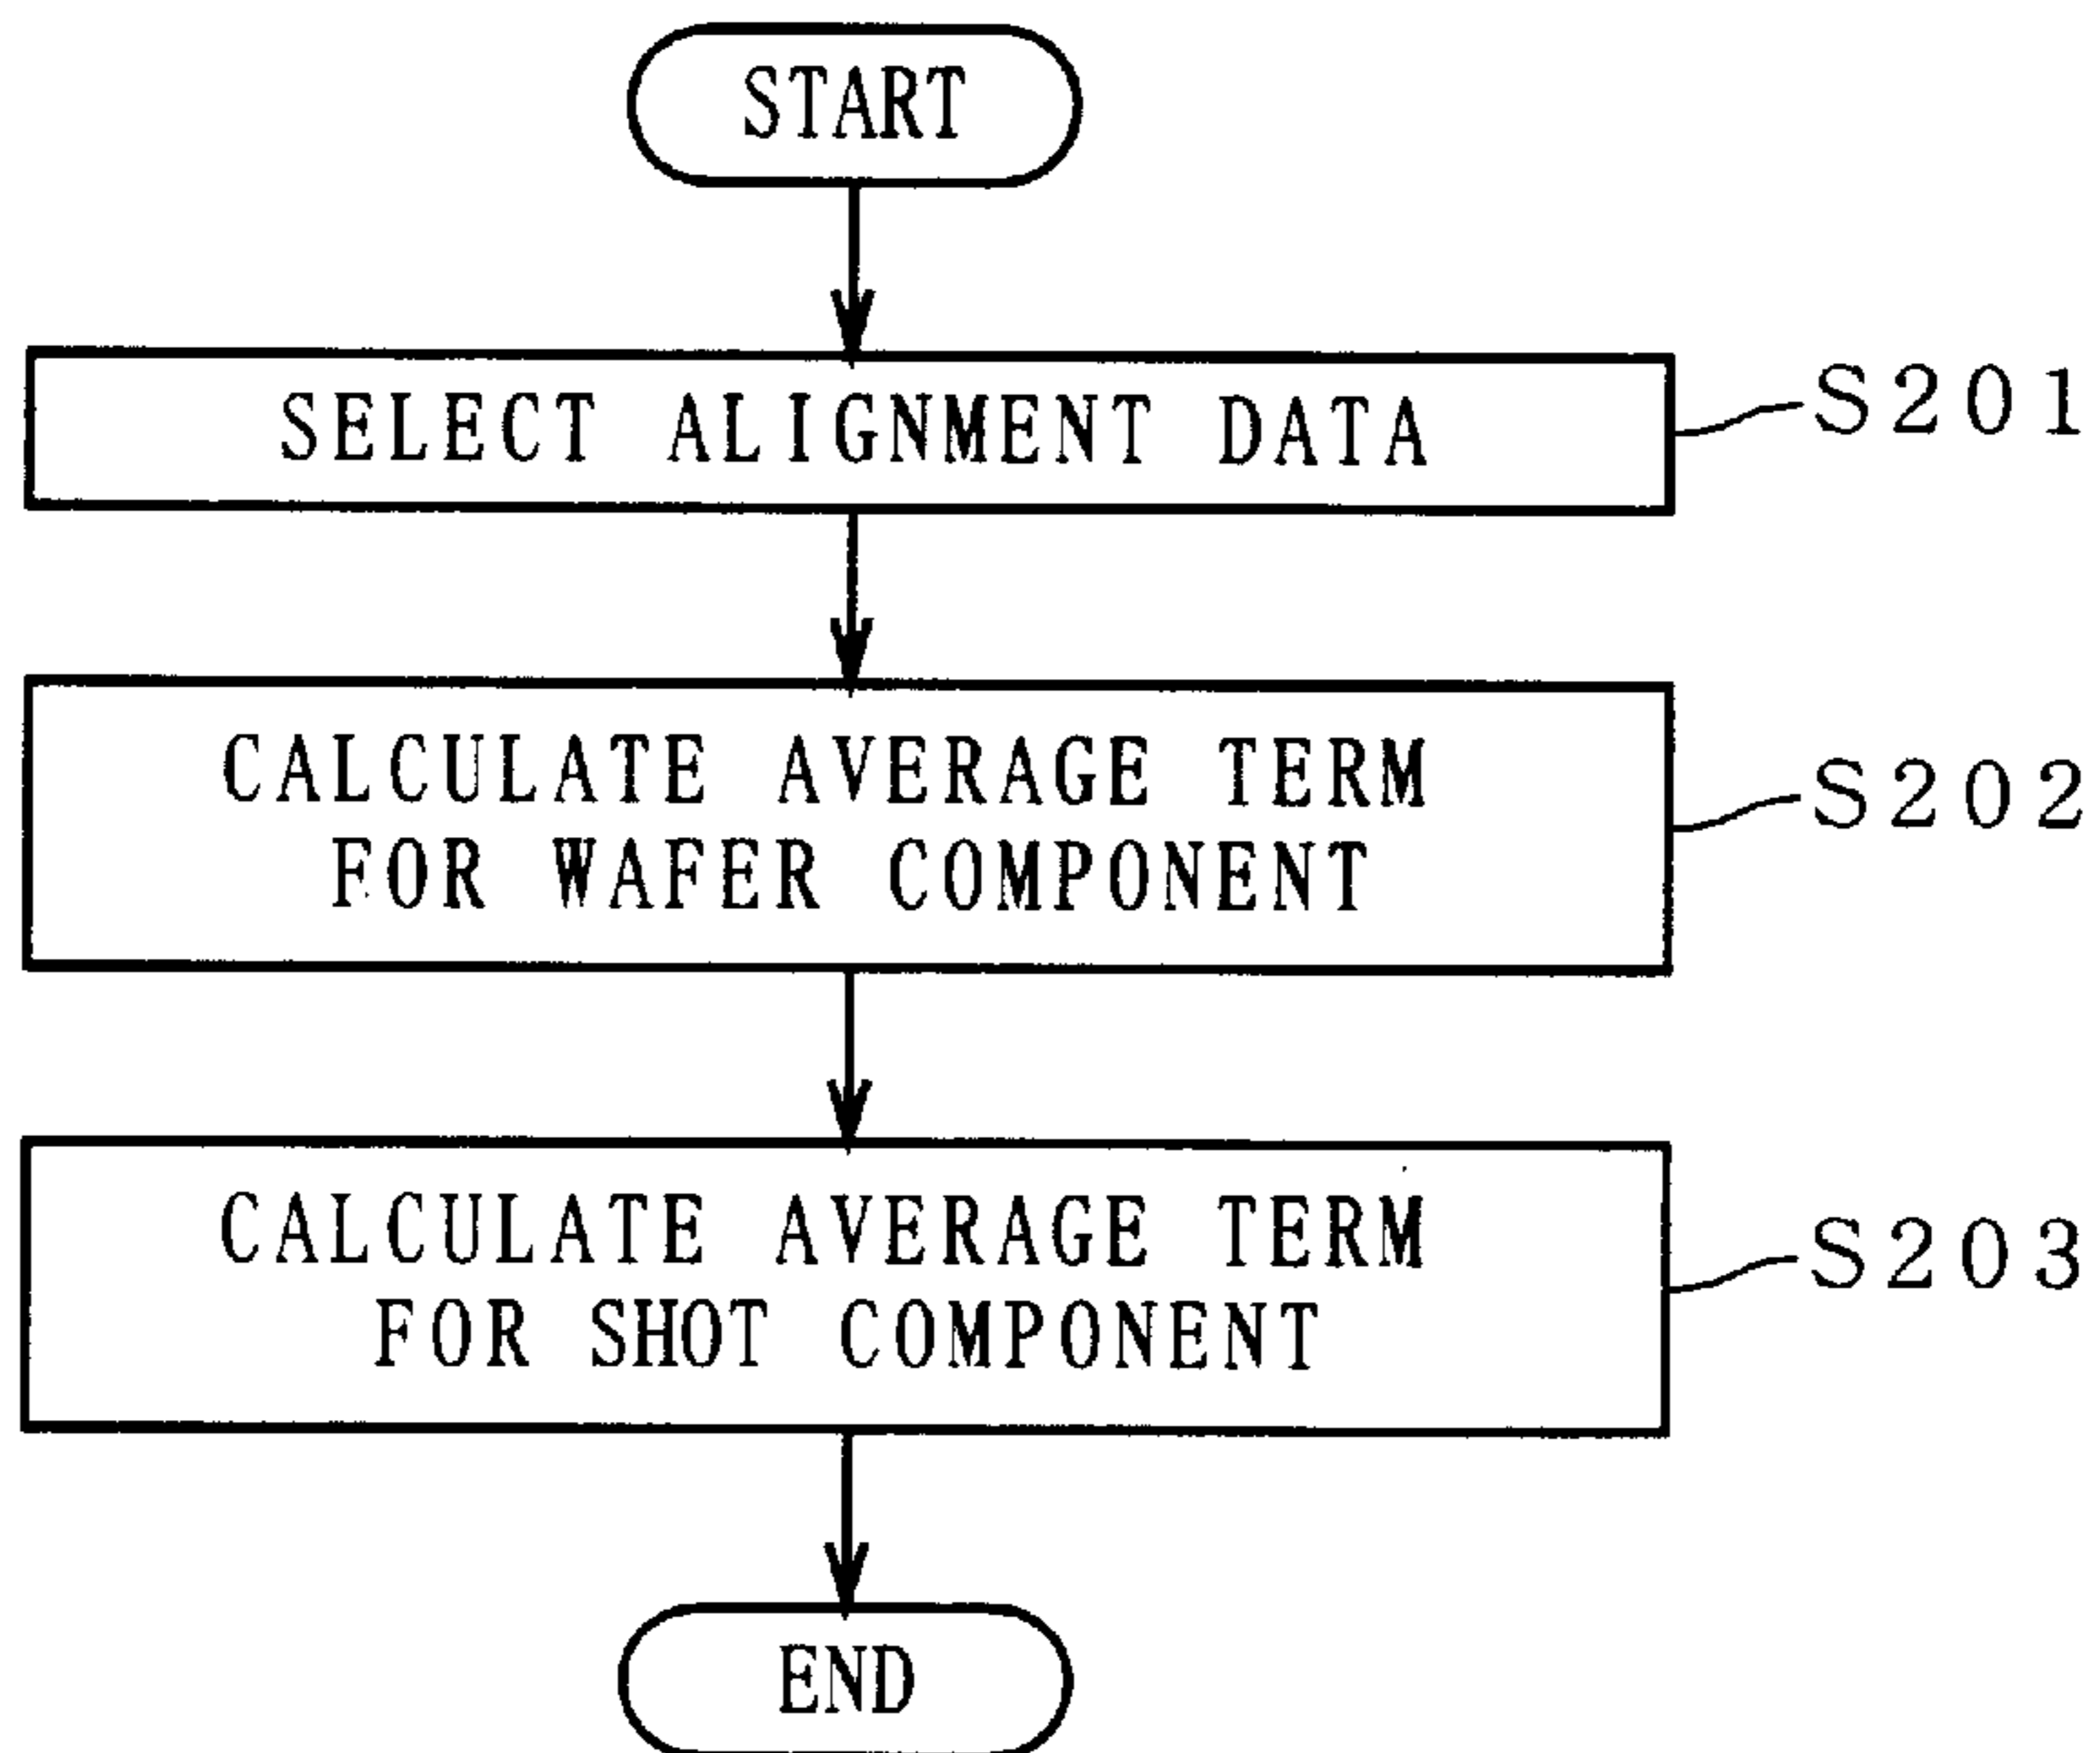 START
SELECT ALIGNMENT DATA
S201
CALCULATE AVERAGE TERM
FOR WAFER COMPONENT
S202
CALCULATE AVERAGE TERM
FOR SHOT COMPONENT
S203
END